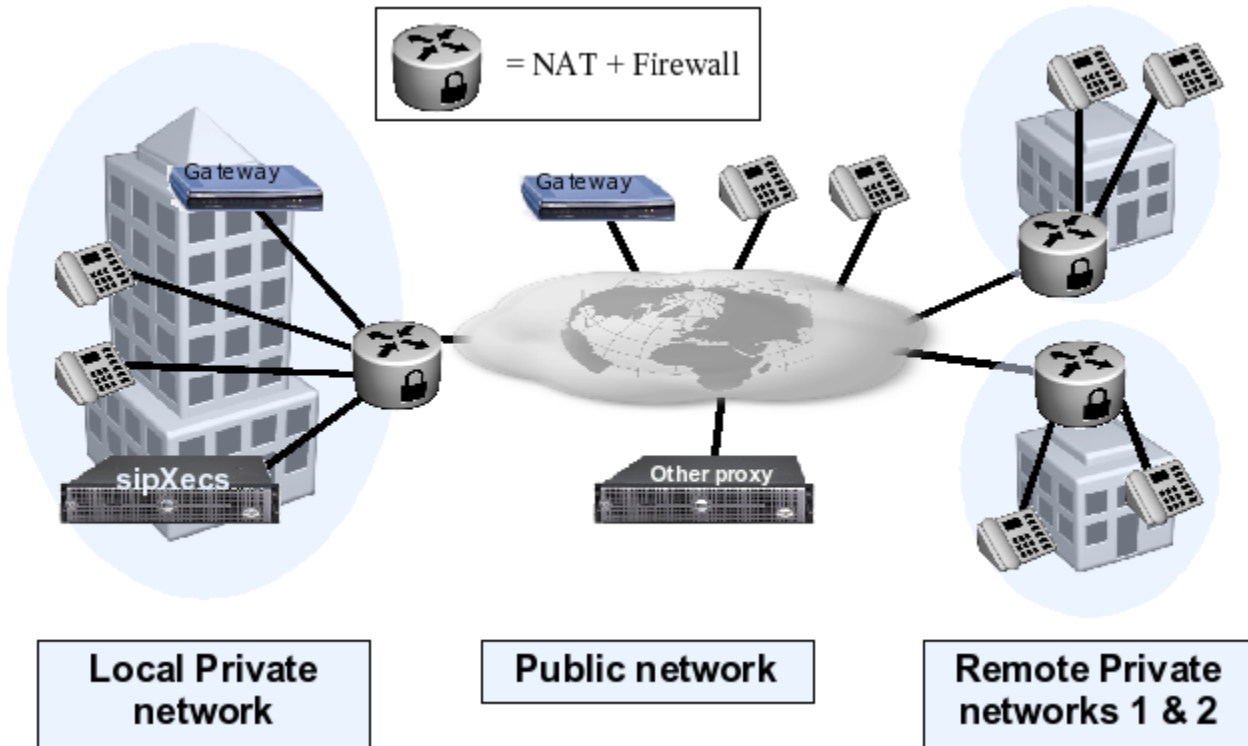 = NAT + Firewall
Gateway
Gateway
sipXecs
Other proxy
Local Private
network
Public network
Remote Private
networks 1 & 2